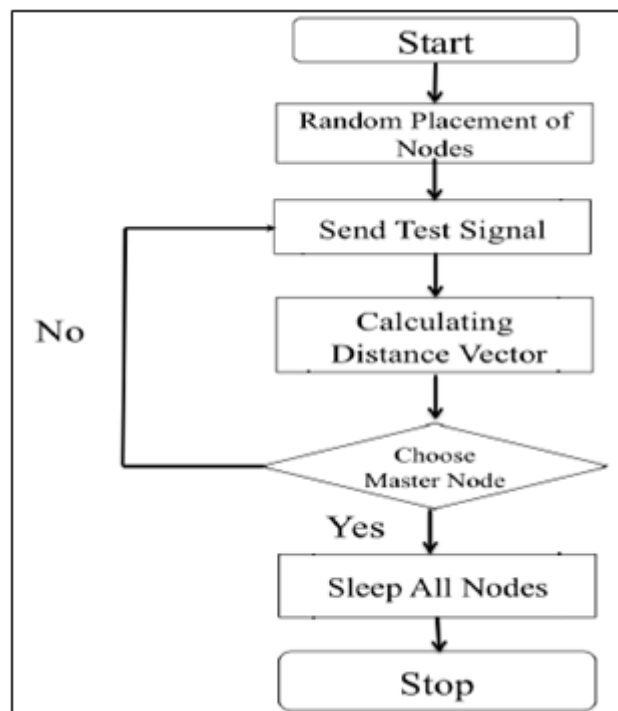 Start
Random Placement of
Nodes
Send Test Signal
No
Calculating
Distance Vector
Choose
Master Node
Yes
Sleep All Nodes
Stop